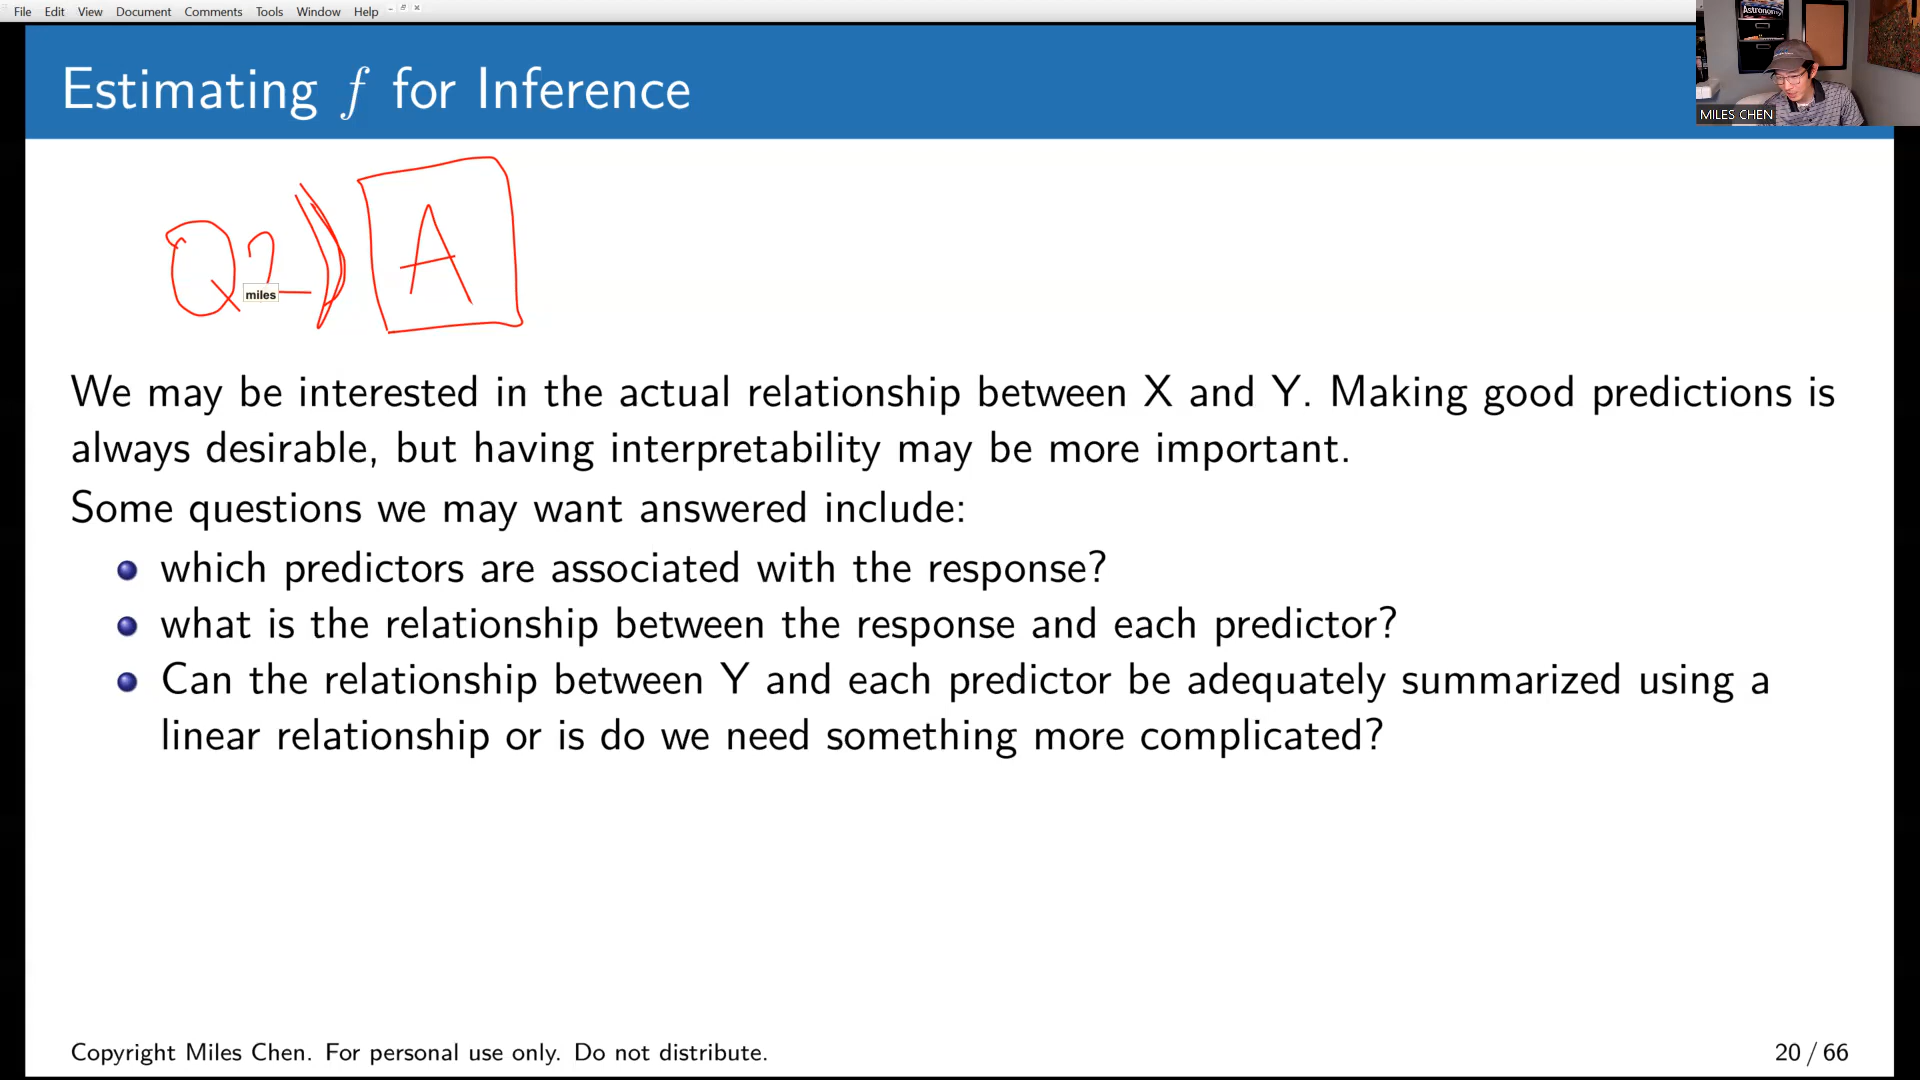 File Edit View Document Comments Tools Window Help
Astronomy
MILES CHEN
Estimating f for Inference
Q2) A
miles
We may be interested in the actual relationship between X and Y. Making good predictions is
always desirable, but having interpretability may be more important.
Some questions we may want answered include:
which predictors are associated with the response?
what is the relationship between the response and each predictor?
Can the relationship between Y and each predictor be adequately summarized using a
linear relationship or is do we need something more complicated?
Copyright Miles Chen. For personal use only. Do not distribute.
20 / 66